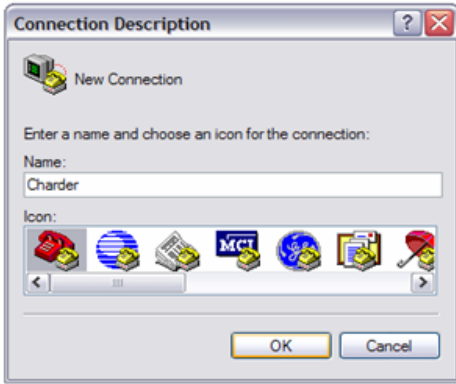 Connection Description
New Connection
Enter a name and choose an icon for the connection:
Name:
Charder
Icon:
MCI
OK
Cancel